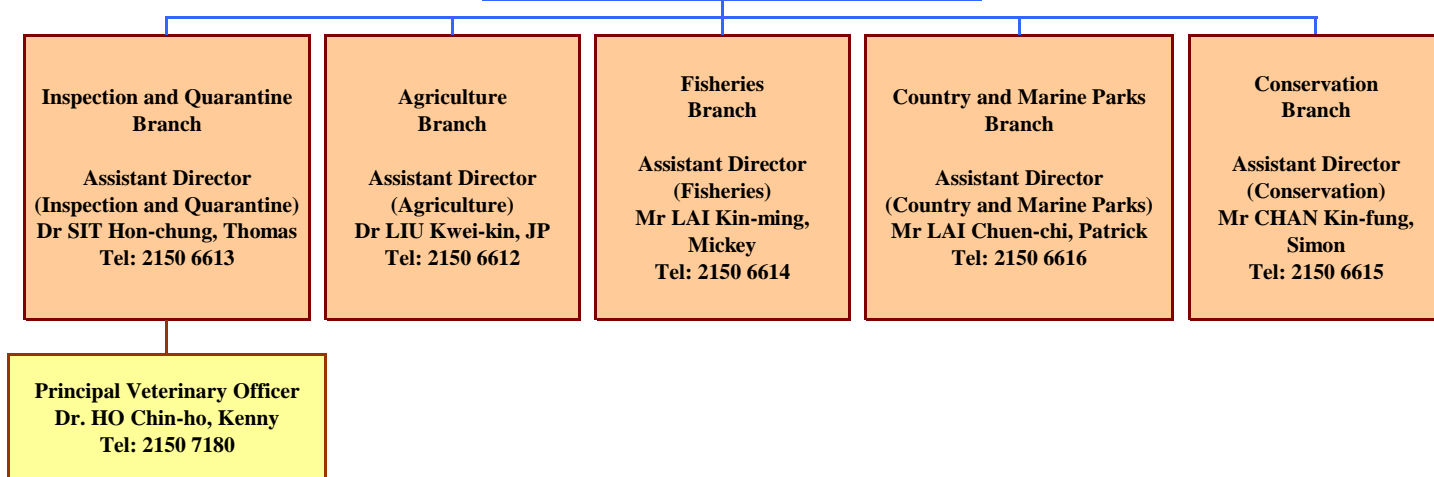 Inspection and Quarantine
Branch
Assistant Director
(Inspection and Quarantine)
Dr SIT Hon-chung, Thomas
Tel: 2150 6613
Agriculture
Branch
Assistant Director
(Agriculture)
Dr LIU Kwei-kin, JP
Tel: 2150 6612
Fisheries
Branch
Assistant Director
(Fisheries)
Mr LAI Kin-ming,
Mickey
Tel: 2150 6614
Country and Marine Parks
Branch
Assistant Director
(Country and Marine Parks)
Mr LAI Chuen-chi, Patrick
Tel: 2150 6616
Conservation
Branch
Assistant Director
(Conservation)
Mr CHAN Kin-fung,
Simon
Tel: 2150 6615
Principal Veterinary Officer
Dr. HO Chin-ho, Kenny
Tel: 2150 7180